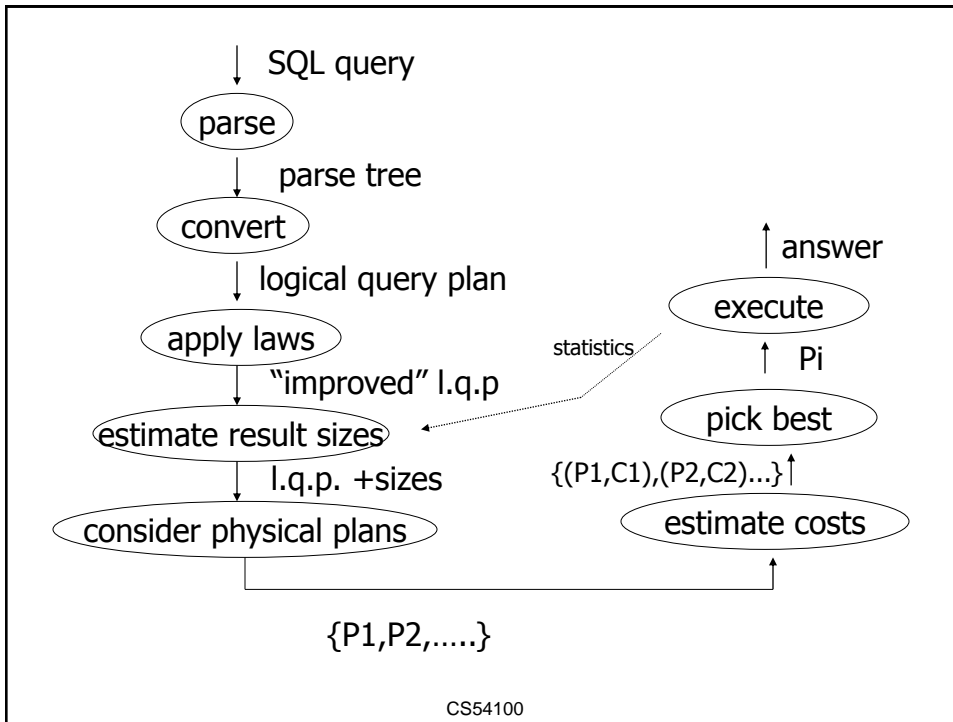 SQL query
parse
parse tree
convert
logical query plan
apply laws
“improved” l.q.p
estimate result sizes
l.q.p. +sizes
consider physical plans
{P1,P2,…..}
estimate costs
{(P1,C1),(P2,C2)...}
pick best
Pi
execute
answer
statistics
CS54100